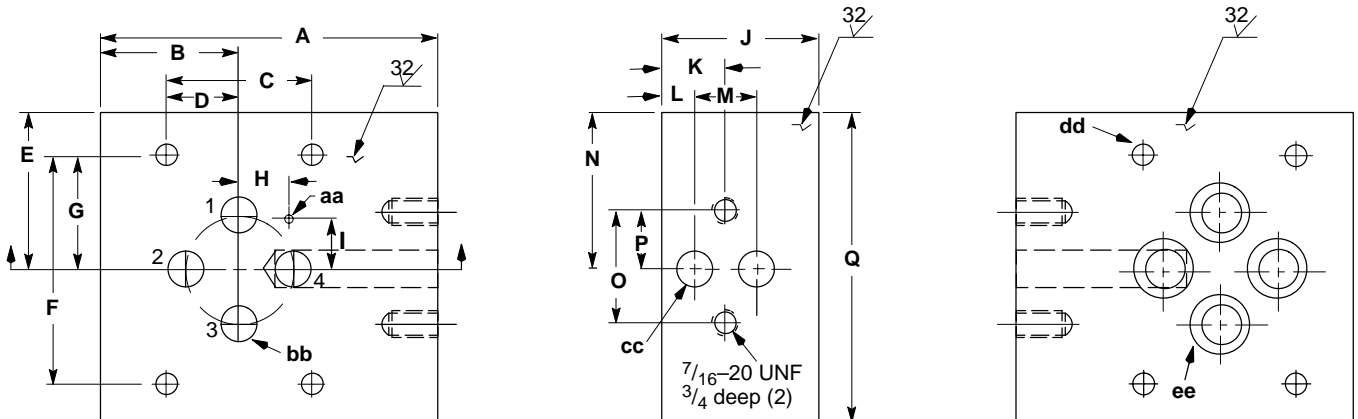 A
B
C
D
32
E
F
G
H
aa
I
1
2
3
4
bb
J
32
K
L
M
N
O
P
Q
cc
7/16–20 UNF
3/4 deep (2)
32
dd
ee